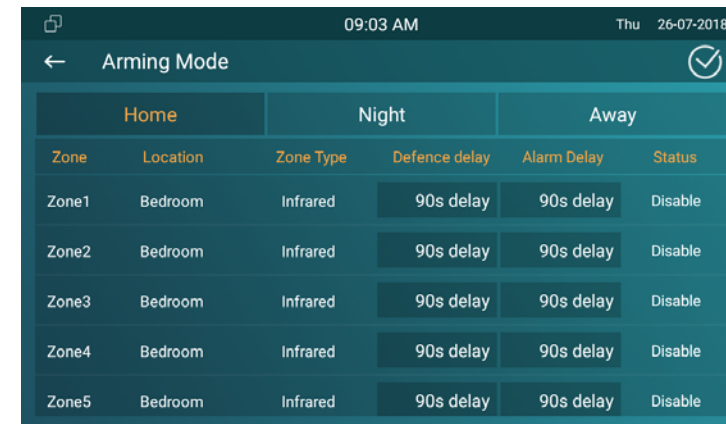 09:03 AM Thu 26-07-2018
Arming Mode
Home Night Away
Zone Location Zone Type Defence delay Alarm Delay Status
Zone1 Bedroom Infrared 90s delay 90s delay Disable
Zone2 Bedroom Infrared 90s delay 90s delay Disable
Zone3 Bedroom Infrared 90s delay 90s delay Disable
Zone4 Bedroom Infrared 90s delay 90s delay Disable
Zone5 Bedroom Infrared 90s delay 90s delay Disable